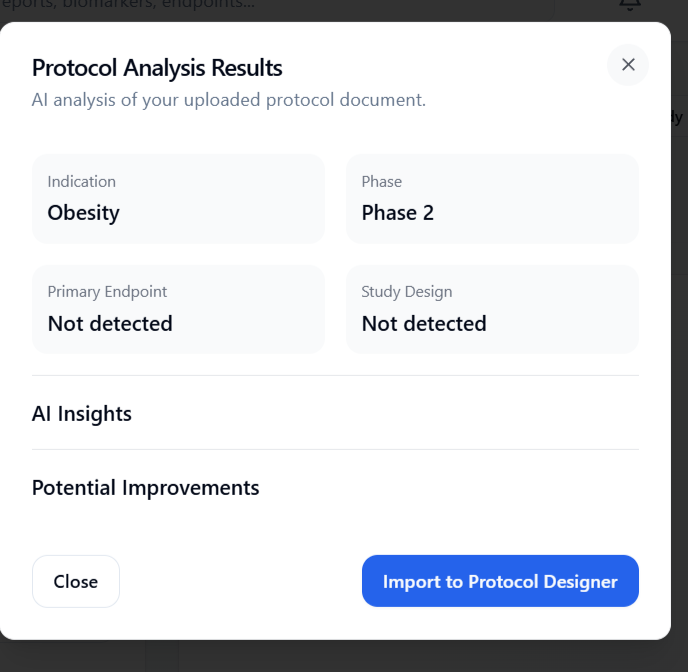 eports, biomarkers, endpoints...
Protocol Analysis Results
AI analysis of your uploaded protocol document.
dy
Indication
Obesity
Phase
Phase 2
Primary Endpoint
Not detected
Study Design
Not detected
AI Insights
Potential Improvements
Close
Import to Protocol Designer